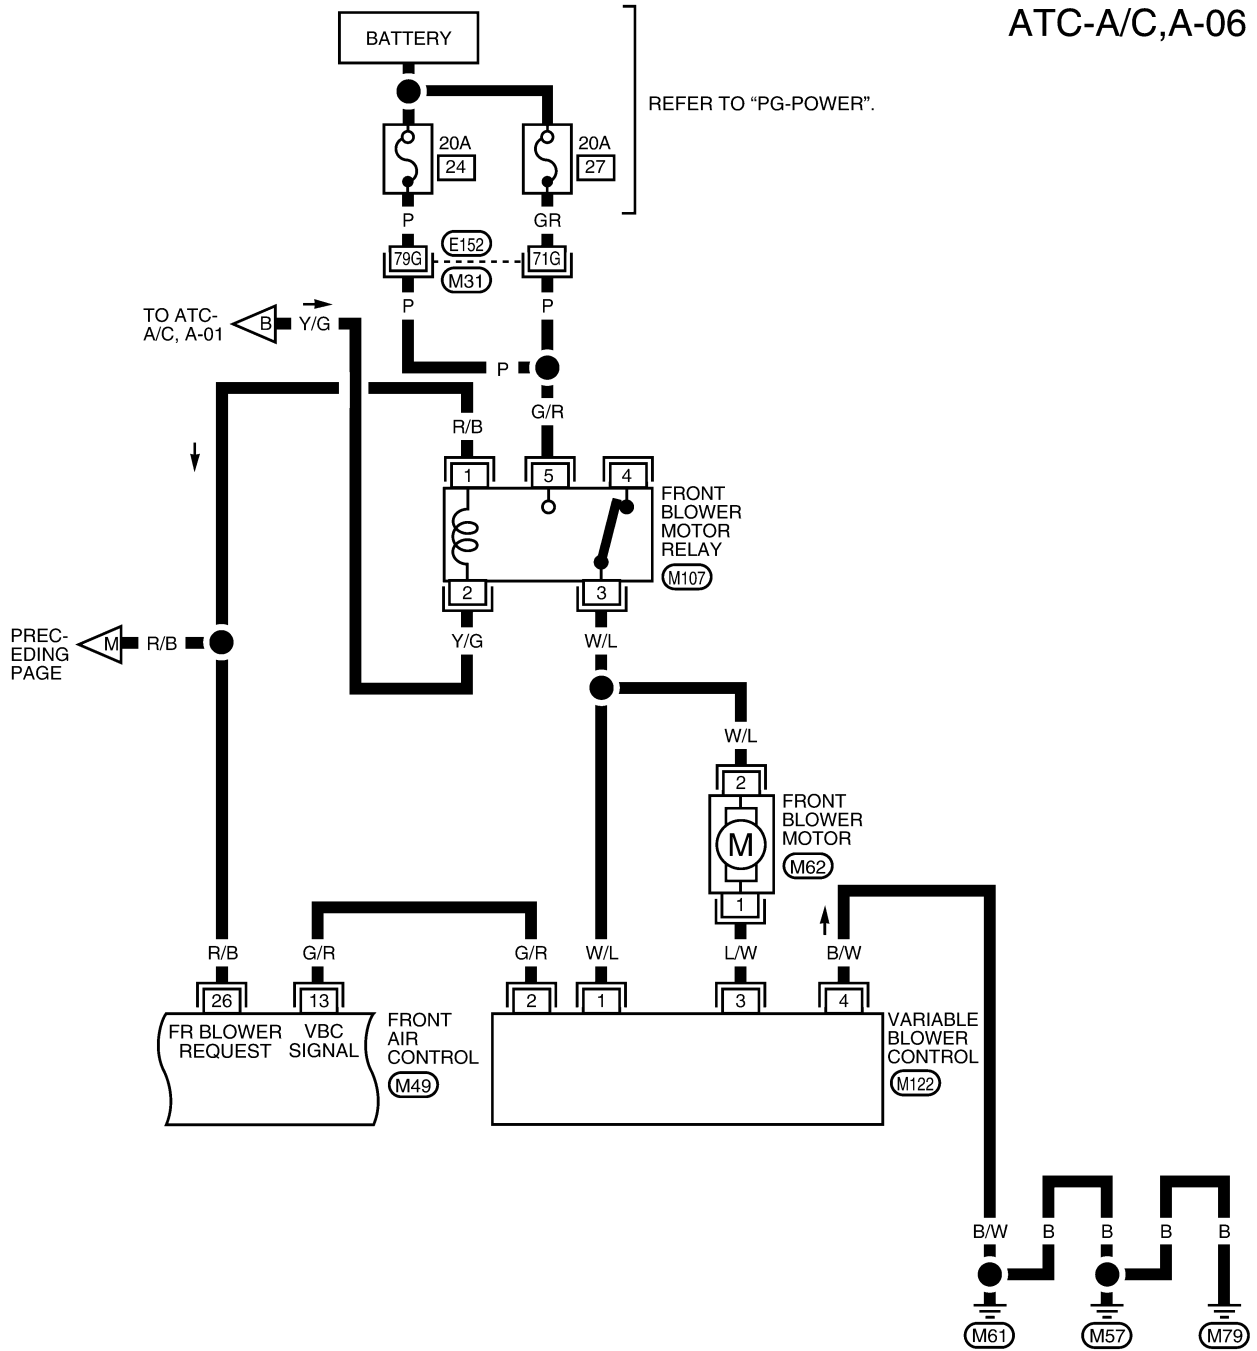 ATC-A/C,A-06
BATTERY
REFER TO “PG-POWER”.
20A
24
20A
27
P
GR
79G
E152
M31
71G
P
P
TO ATC-
A/C, A-01
B
Y/G
P
G/R
R/B
1
5
4
FRONT
BLOWER
MOTOR
RELAY
M107
2
3
Y/G
W/L
PREC-
EDING
PAGE
M
R/B
W/L
2
FRONT
BLOWER
MOTOR
M62
M
1
R/B
G/R
G/R
W/L
L/W
B/W
26
13
2
1
3
4
FR BLOWER
REQUEST
VBC
SIGNAL
FRONT
AIR
CONTROL
M49
VARIABLE
BLOWER
CONTROL
M122
B/W
B
B
B
B
M61
M57
M79